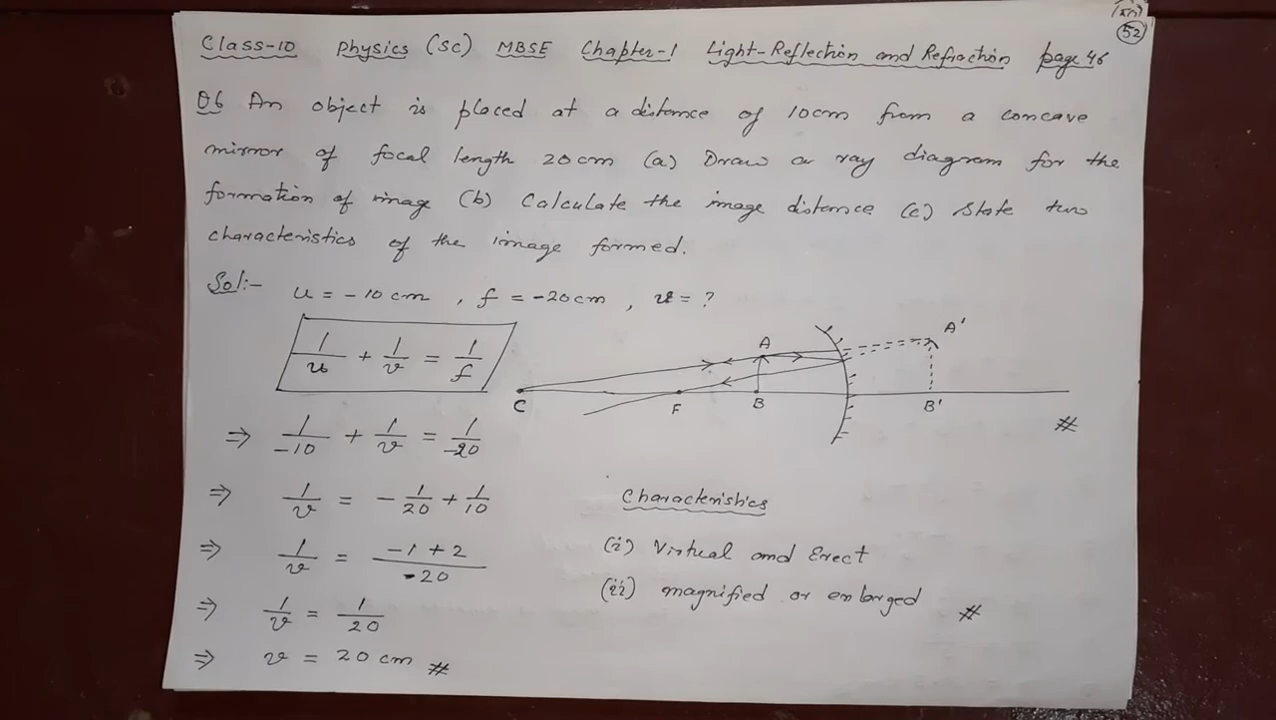 52
Class-10 Physics (SC) MBSE Chapter-1 Light-Reflection and Refraction page 46
Q6 An object is placed at a distance of 10cm from a concave
mirror of focal length 20cm (a) Draw a ray diagram for the
formation of image (b) Calculate the image distance (c) State two
characteristics of the image formed.
Sol:-
u = -10 cm , f = -20cm , v = ?
1/u + 1/v = 1/f
A A'
C F B B'
#
⇒ 1/-10 + 1/v = 1/-20
⇒ 1/v = - 1/20 + 1/10
⇒ 1/v = -1+2/-20
⇒ 1/v = 1/20
⇒ v = 20 cm #
Characteristics
(i) Virtual and Erect
(ii) magnified or enlarged #